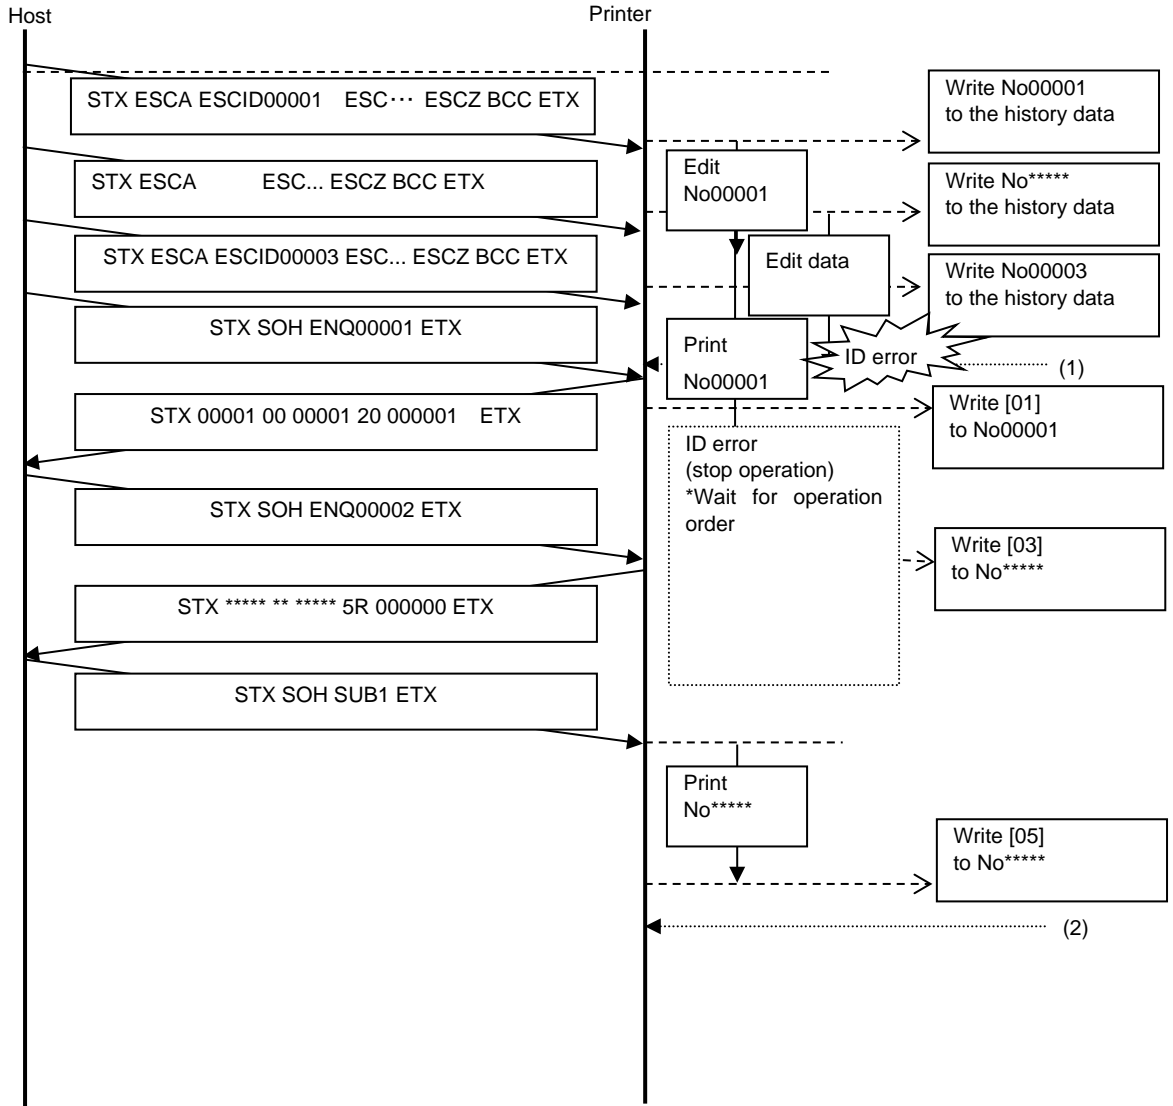 Host
Printer
STX ESCA ESCID00001 ESC··· ESCZ BCC ETX
Write No00001
to the history data
Edit
No00001
STX ESCA ESC... ESCZ BCC ETX
Write No*****
to the history data
STX ESCA ESCID00003 ESC... ESCZ BCC ETX
Edit data
Write No00003
to the history data
STX SOH ENQ00001 ETX
Print
No00001
ID error
(1)
STX 00001 00 00001 20 000001 ETX
Write [01]
to No00001
ID error
(stop operation)
*Wait for operation
order
STX SOH ENQ00002 ETX
Write [03]
to No*****
STX ***** ** ***** 5R 000000 ETX
STX SOH SUB1 ETX
Print
No*****
Write [05]
to No*****
(2)